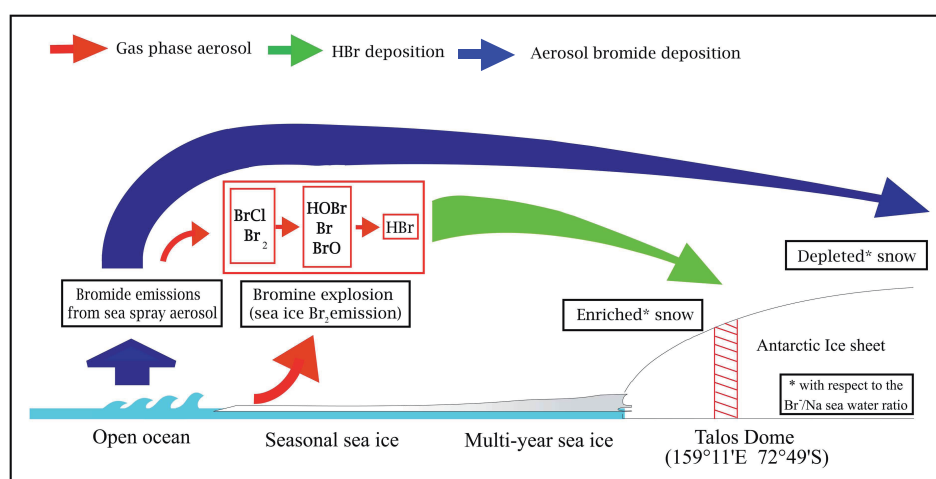 Gas phase aerosol
HBr deposition
Aerosol bromide deposition
BrCl
Br2
HOBr
Br
BrO
HBr
Depleted* snow
Bromide emissions
from sea spray aerosol
Bromine explosion
(sea ice Br2 emission)
Enriched* snow
Antarctic Ice sheet
* with respect to the
Br-/Na sea water ratio
Open ocean
Seasonal sea ice
Multi-year sea ice
Talos Dome
(159°11'E 72°49'S)